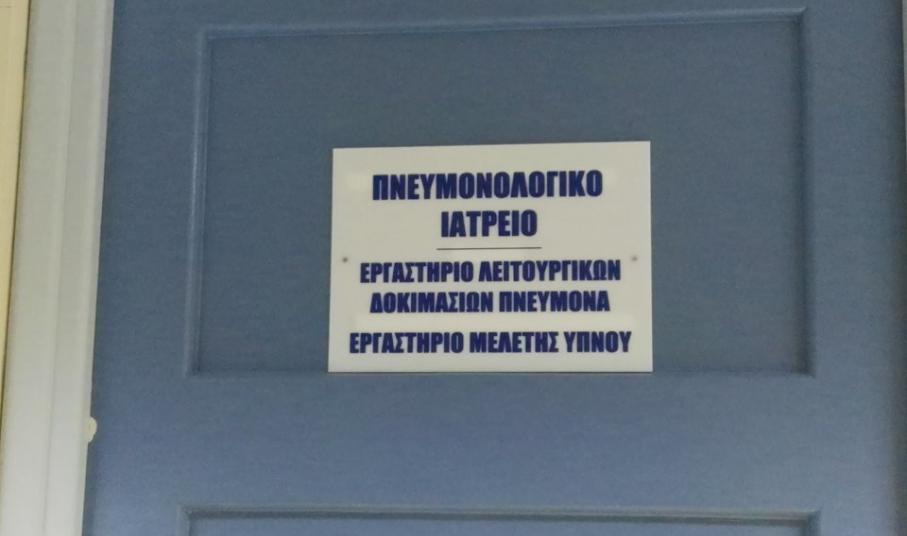 ΠΝΕΥΜΟΝΟΛΟΓΙΚΟ
ΙΑΤΡΕΙΟ
ΕΡΓΑΣΤΗΡΙΟ ΛΕΙΤΟΥΡΓΙΚΩΝ
ΔΟΚΙΜΑΣΙΩΝ ΠΝΕΥΜΟΝΑ
ΕΡΓΑΣΤΗΡΙΟ ΜΕΛΕΤΗΣ ΥΠΝΟΥ